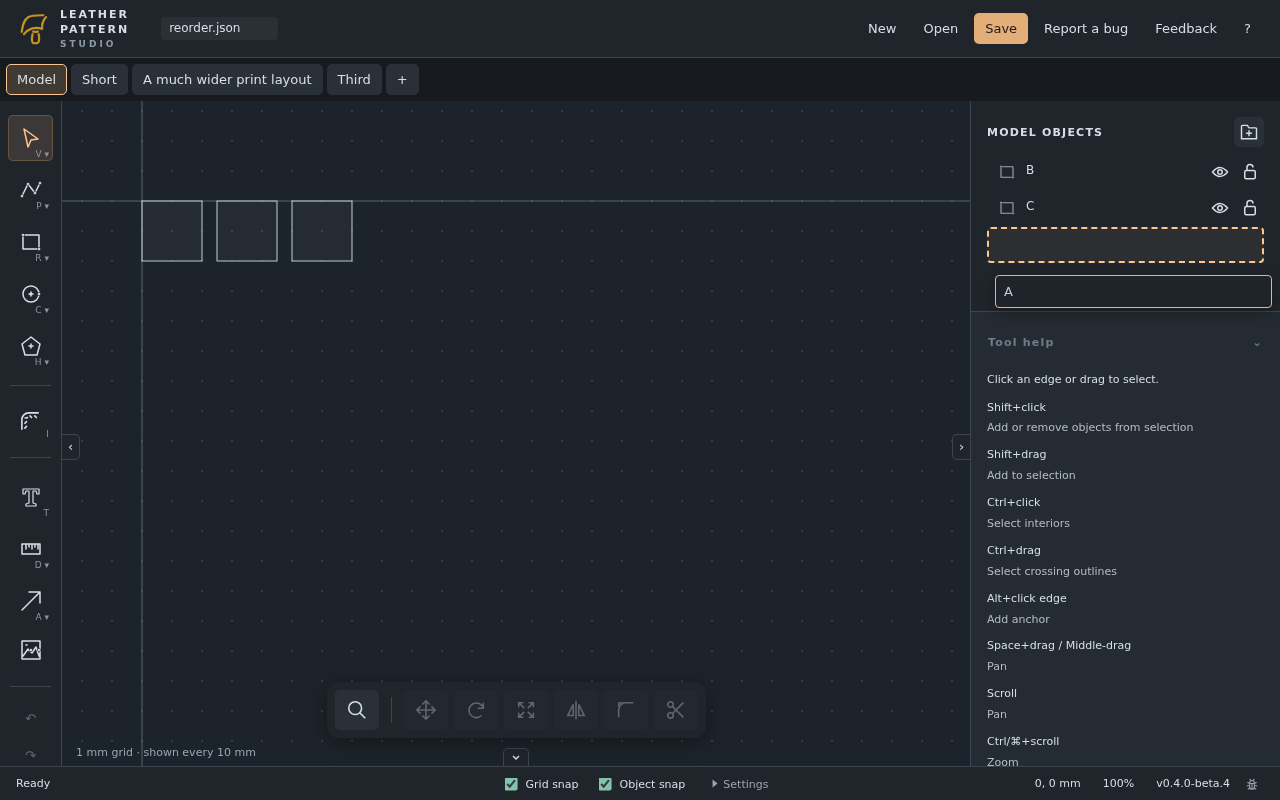 LEATHER
PATTERN
STUDIO
reorder.json
New
Open
Save
Report a bug
Feedback
?
Model
Short
A much wider print layout
Third
+
V ▾
P ▾
R ▾
C ▾
H ▾
I
T
D ▾
A ▾
MODEL OBJECTS
B
C
A
Tool help
Click an edge or drag to select.
Shift+click
Add or remove objects from selection
Shift+drag
Add to selection
Ctrl+click
Select interiors
Ctrl+drag
Select crossing outlines
Alt+click edge
Add anchor
Space+drag / Middle-drag
Pan
Scroll
Pan
Ctrl/⌘+scroll
Zoom
1 mm grid · shown every 10 mm
Ready
Grid snap
Object snap
Settings
0, 0 mm
100%
v0.4.0-beta.4